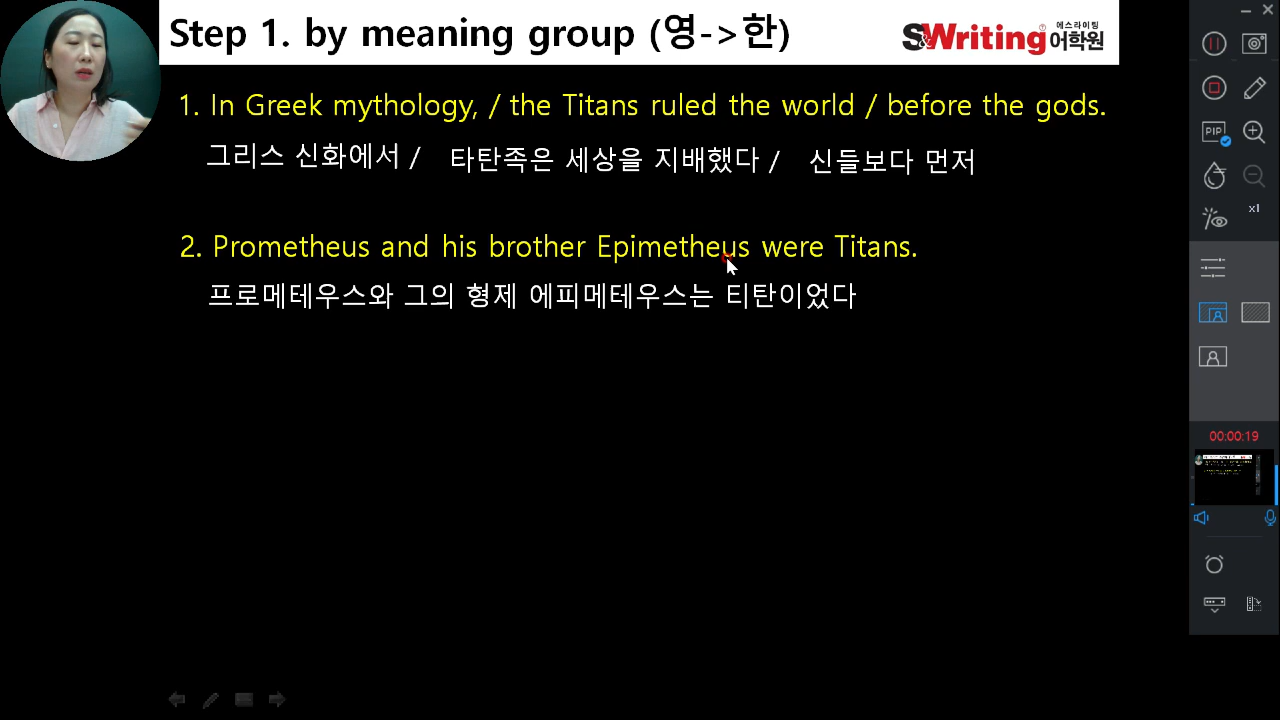 Step 1. by meaning group (영->한)
에스라이팅
S&Writing 어학원
1. In Greek mythology, / the Titans ruled the world / before the gods.
그리스 신화에서 / 타탄족은 세상을 지배했다 / 신들보다 먼저
2. Prometheus and his brother Epimetheus were Titans.
프로메테우스와 그의 형제 에피메테우스는 티탄이었다
PIP
x1
00:00:19